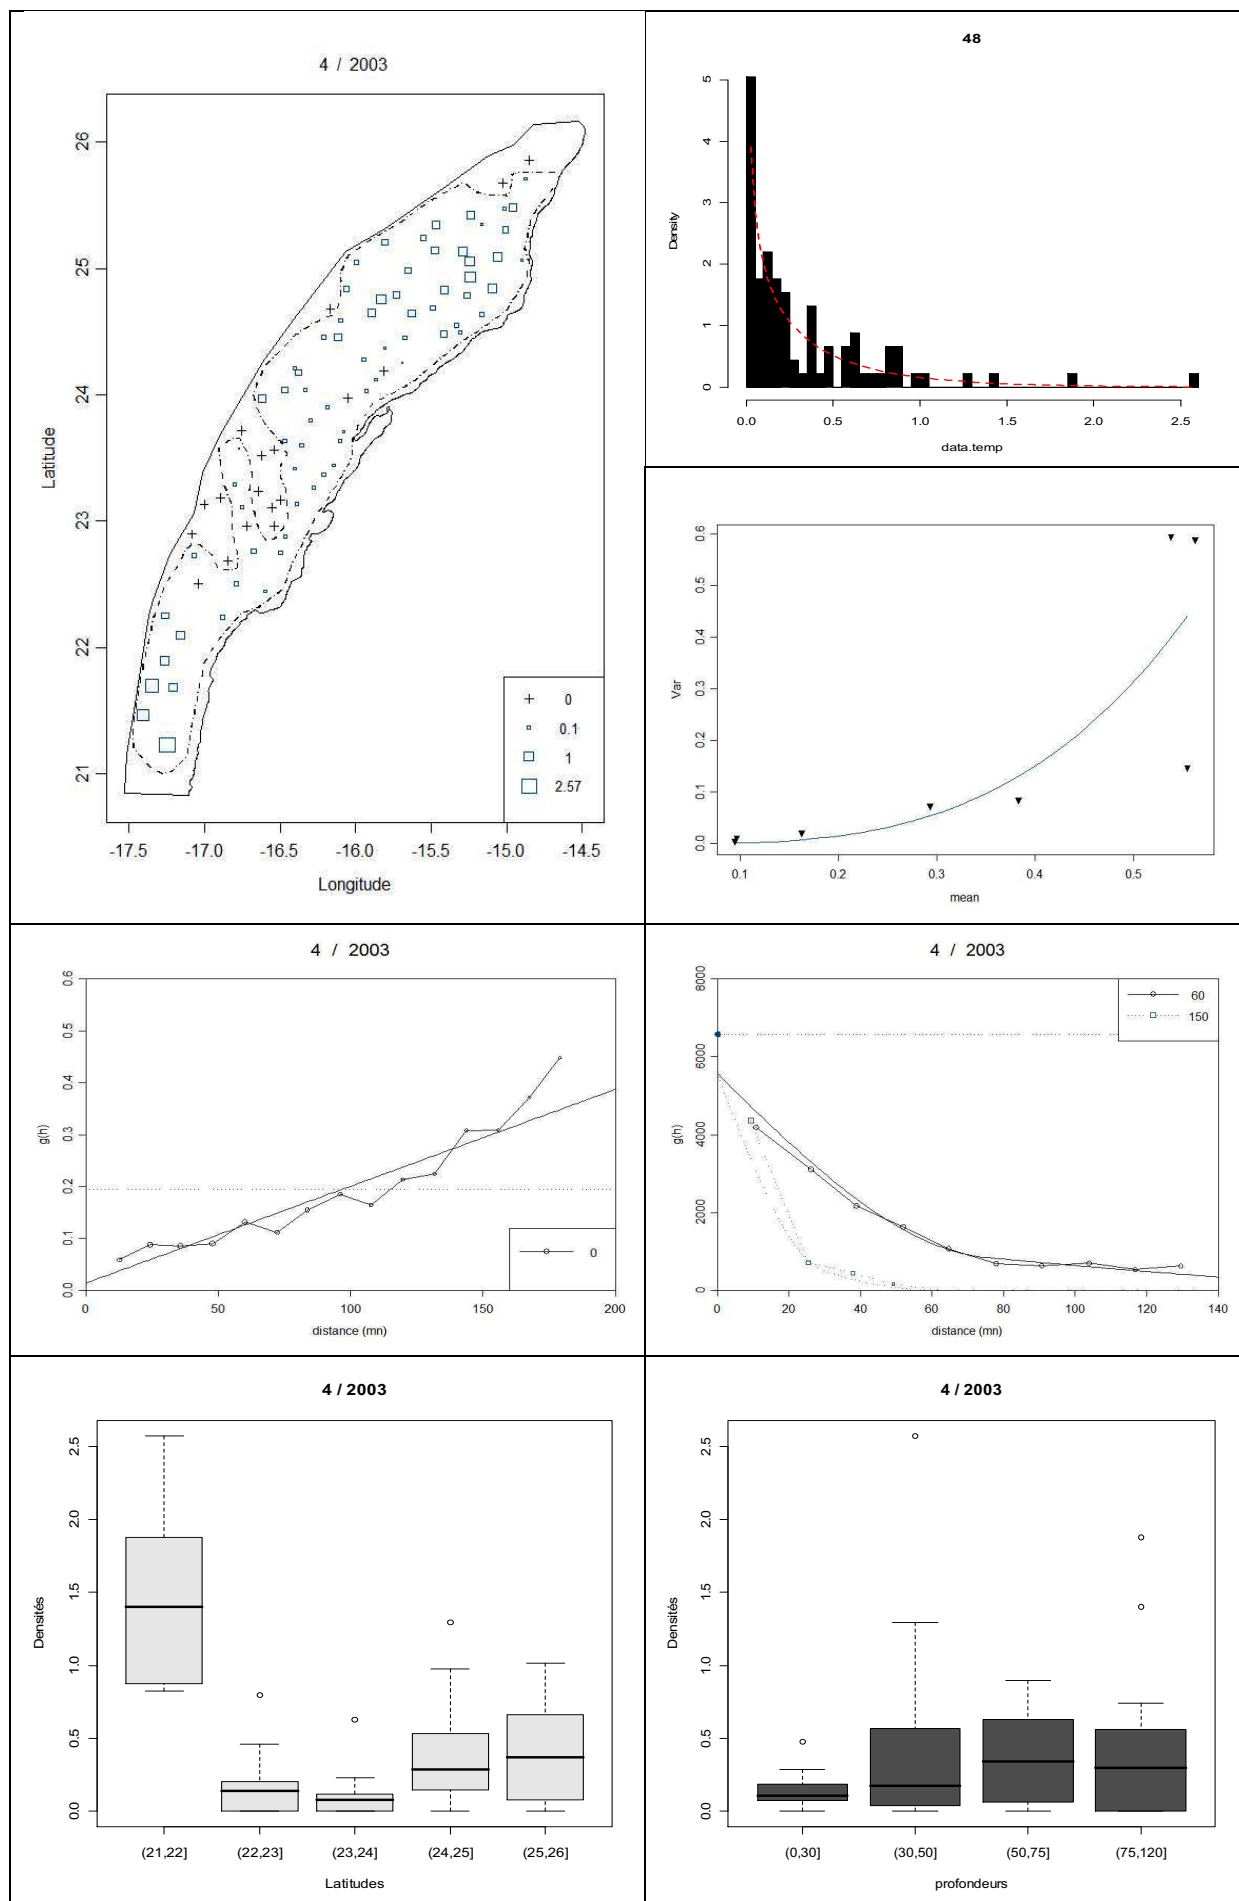 4 / 2003
Latitude
26
25
24
23
22
21
0
0.1
1
2.57
-17.5 -17.0 -16.5 -16.0 -15.5 -15.0 -14.5
Longitude
48
Density
5
4
3
2
1
0
0.0 0.5 1.0 1.5 2.0 2.5
data.temp
Var
0.6
0.5
0.4
0.3
0.2
0.1
0.0
0.1 0.2 0.3 0.4 0.5
mean
4 / 2003
g(h)
0.6
0.5
0.4
0.3
0.2
0.1
0.0
0
0 50 100 150 200
distance (mn)
4 / 2003
g(h)
8000
6000
4000
2000
0
60
150
0 20 40 60 80 100 120 140
distance (mn)
4 / 2003
Densités
2.5
2.0
1.5
1.0
0.5
0.0
(21,22] (22,23] (23,24] (24,25] (25,26]
Latitudes
4 / 2003
Densités
2.5
2.0
1.5
1.0
0.5
0.0
(0,30] (30,50] (50,75] (75,120]
profondeurs